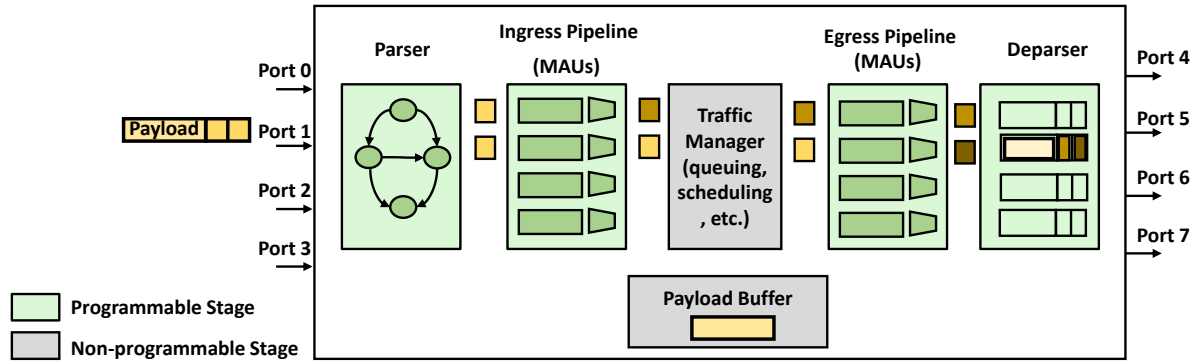 Parser
Ingress Pipeline
(MAUs)
Egress Pipeline
(MAUs)
Deparser
Port 0
Port 1
Port 2
Port 3
Payload
Traffic
Manager
(queuing,
scheduling
, etc.)
Port 4
Port 5
Port 6
Port 7
Payload Buffer
Programmable Stage
Non-programmable Stage